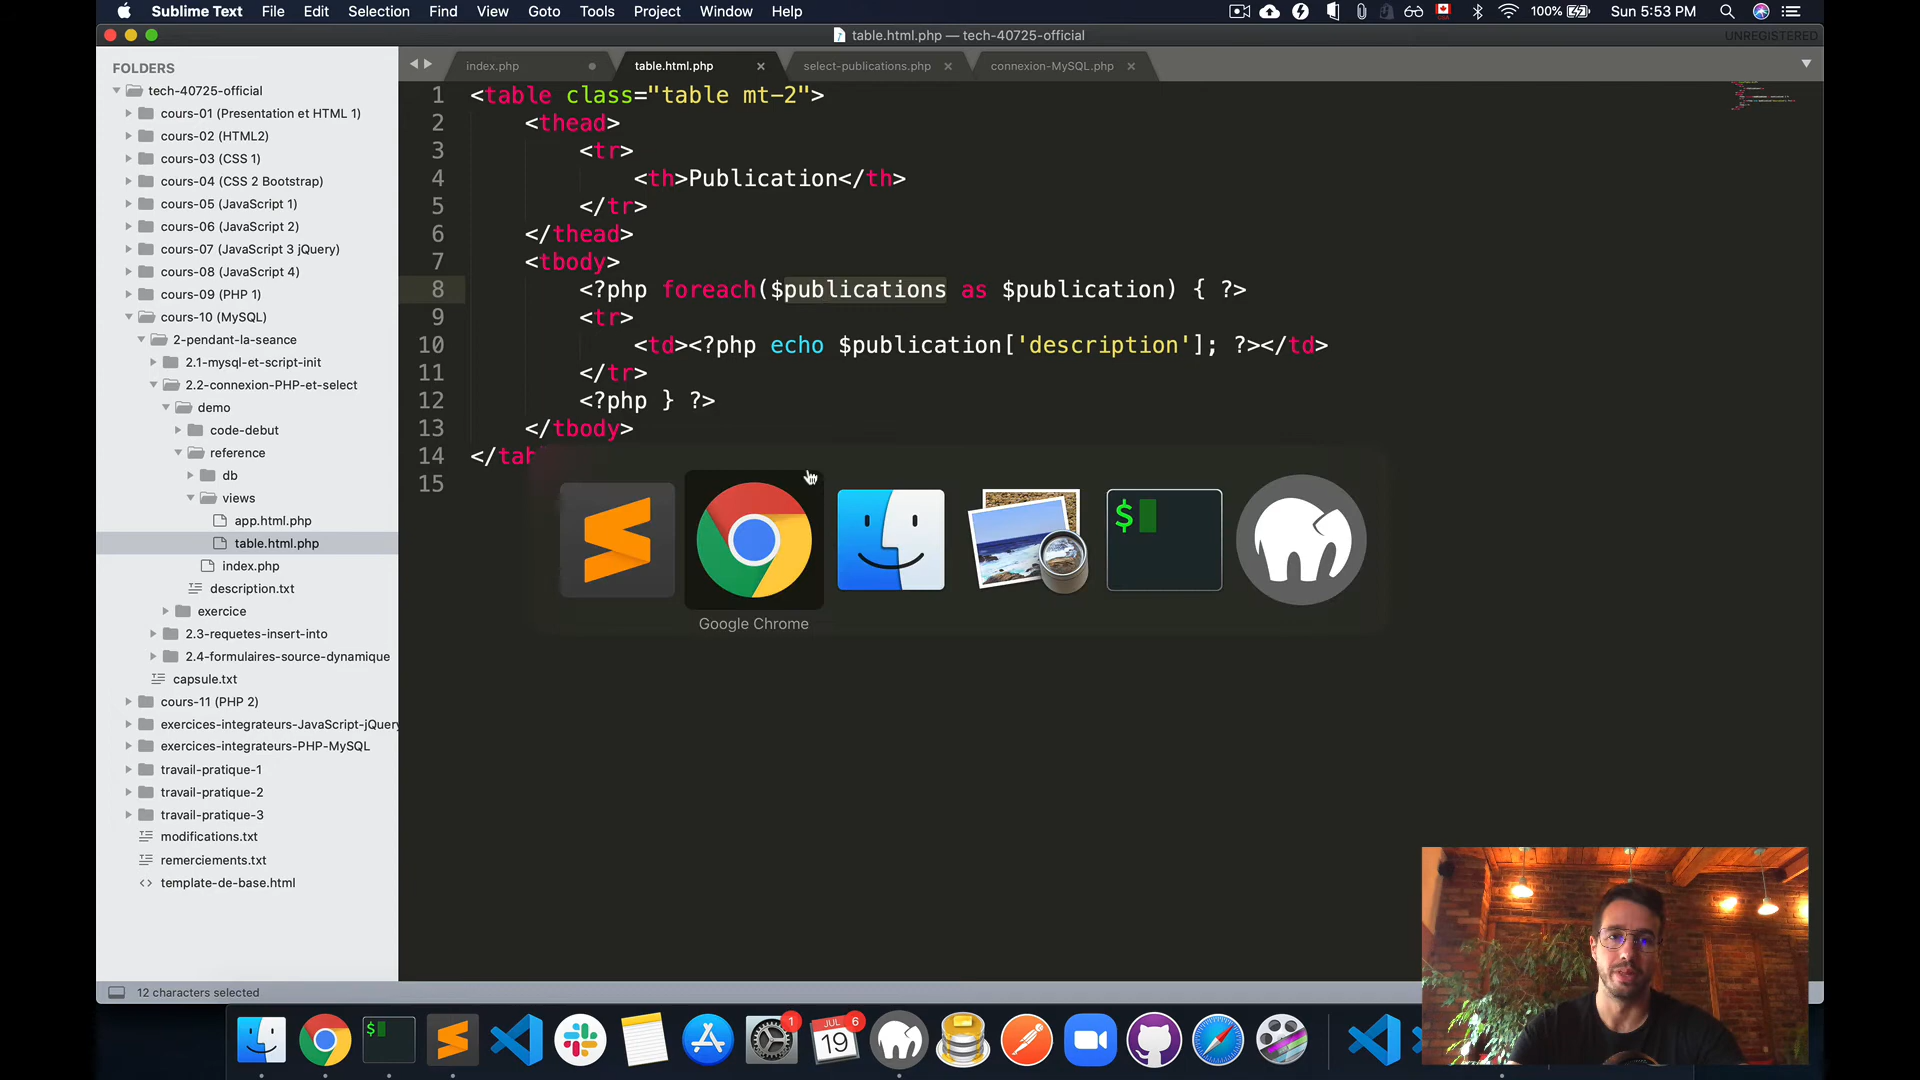 Sublime Text File Edit Selection Find View Goto Tools Project Window Help 100% Sun 5:53 PM
table.html.php — tech-40725-official UNREGISTERED
FOLDERS
tech-40725-official
cours-01 (Presentation et HTML 1)
cours-02 (HTML2)
cours-03 (CSS 1)
cours-04 (CSS 2 Bootstrap)
cours-05 (JavaScript 1)
cours-06 (JavaScript 2)
cours-07 (JavaScript 3 jQuery)
cours-08 (JavaScript 4)
cours-09 (PHP 1)
cours-10 (MySQL)
2-pendant-la-seance
2.1-mysql-et-script-init
2.2-connexion-PHP-et-select
demo
code-debut
reference
db
views
app.html.php
table.html.php
index.php
description.txt
exercice
2.3-requetes-insert-into
2.4-formulaires-source-dynamique
capsule.txt
cours-11 (PHP 2)
exercices-integrateurs-JavaScript-jQuery
exercices-integrateurs-PHP-MySQL
travail-pratique-1
travail-pratique-2
travail-pratique-3
modifications.txt
remerciements.txt
template-de-base.html
index.php table.html.php select-publications.php connexion-MySQL.php
1 <table class="table mt-2">
2 <thead>
3 <tr>
4 <th>Publication</th>
5 </tr>
6 </thead>
7 <tbody>
8 <?php foreach($publications as $publication) { ?>
9 <tr>
10 <td><?php echo $publication['description']; ?></td>
11 </tr>
12 <?php } ?>
13 </tbody>
14 </tab
15
$
Google Chrome
12 characters selected
$ 1 JUL 6 19